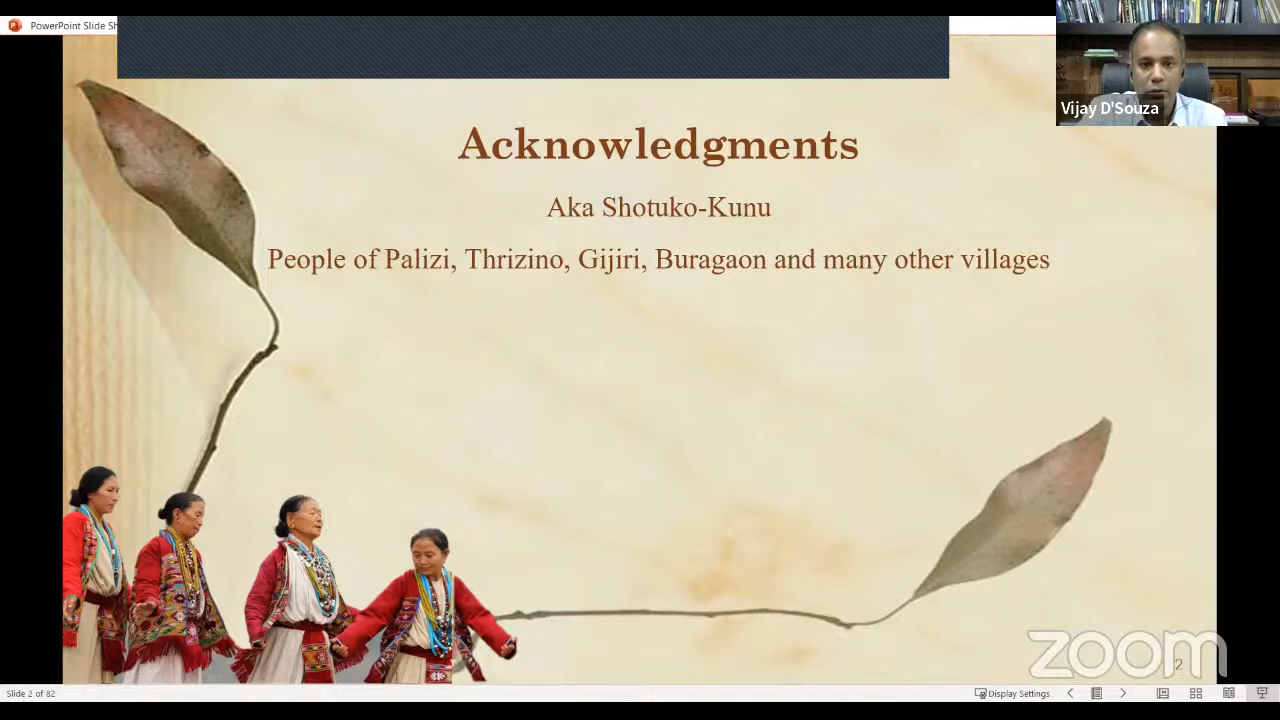 PowerPoint Slide Sh
Vijay D'Souza
Acknowledgments
Aka Shotuko-Kunu
People of Palizi, Thrizino, Gijiri, Buragaon and many other villages
zoom
2
Slide 2 of 82
Display Settings